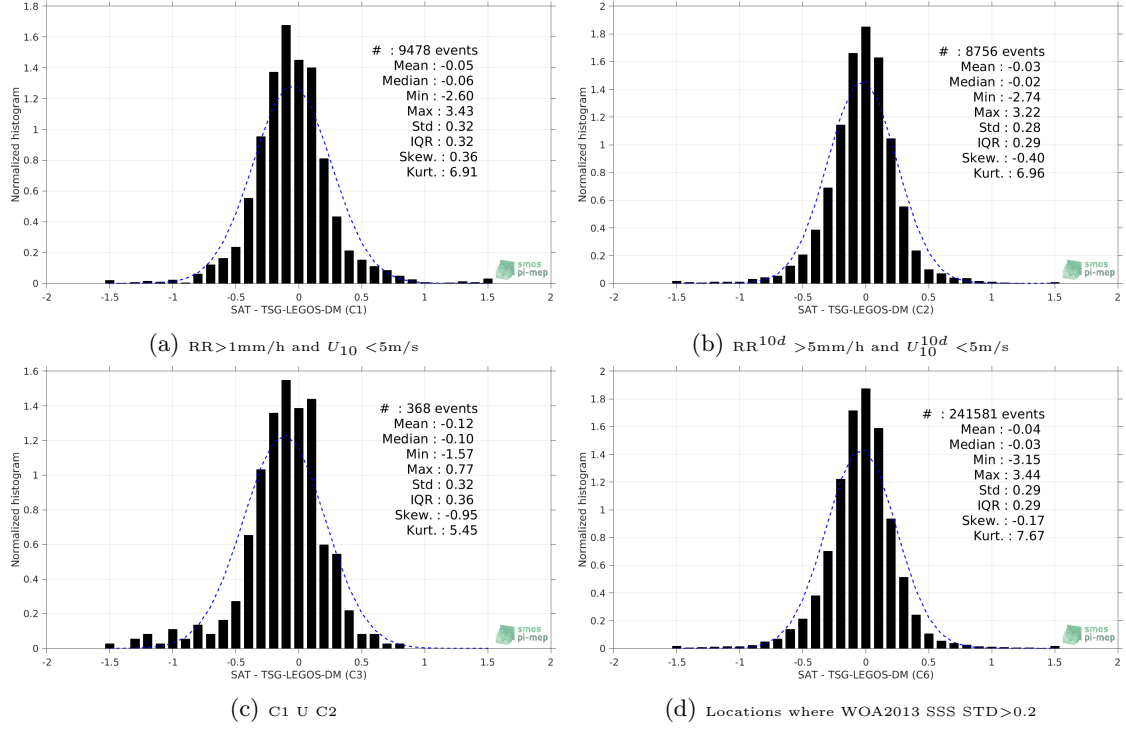 1.8
1.6
1.4
1.2
1
0.8
0.6
0.4
0.2
0
Normalized histogram
# : 9478 events
Mean : -0.05
Median : -0.06
Min : -2.60
Max : 3.43
Std : 0.32
IQR : 0.32
Skew. : 0.36
Kurt. : 6.91
smos
pi-mep
-2 -1.5 -1 -0.5 0 0.5 1 1.5 2
SAT - TSG-LEGOS-DM (C1)
(a) RR>1mm/h and U10 <5m/s
2
1.8
1.6
1.4
1.2
1
0.8
0.6
0.4
0.2
0
Normalized histogram
# : 8756 events
Mean : -0.03
Median : -0.02
Min : -2.74
Max : 3.22
Std : 0.28
IQR : 0.29
Skew. : -0.40
Kurt. : 6.96
smos
pi-mep
-2 -1.5 -1 -0.5 0 0.5 1 1.5 2
SAT - TSG-LEGOS-DM (C2)
(b) RR^10d >5mm/h and U10^10d <5m/s
1.6
1.4
1.2
1
0.8
0.6
0.4
0.2
0
Normalized histogram
# : 368 events
Mean : -0.12
Median : -0.10
Min : -1.57
Max : 0.77
Std : 0.32
IQR : 0.36
Skew. : -0.95
Kurt. : 5.45
smos
pi-mep
-2 -1.5 -1 -0.5 0 0.5 1 1.5 2
SAT - TSG-LEGOS-DM (C3)
(c) C1 U C2
2
1.8
1.6
1.4
1.2
1
0.8
0.6
0.4
0.2
0
Normalized histogram
# : 241581 events
Mean : -0.04
Median : -0.03
Min : -3.15
Max : 3.44
Std : 0.29
IQR : 0.29
Skew. : -0.17
Kurt. : 7.67
smos
pi-mep
-2 -1.5 -1 -0.5 0 0.5 1 1.5 2
SAT - TSG-LEGOS-DM (C6)
(d) Locations where WOA2013 SSS STD>0.2